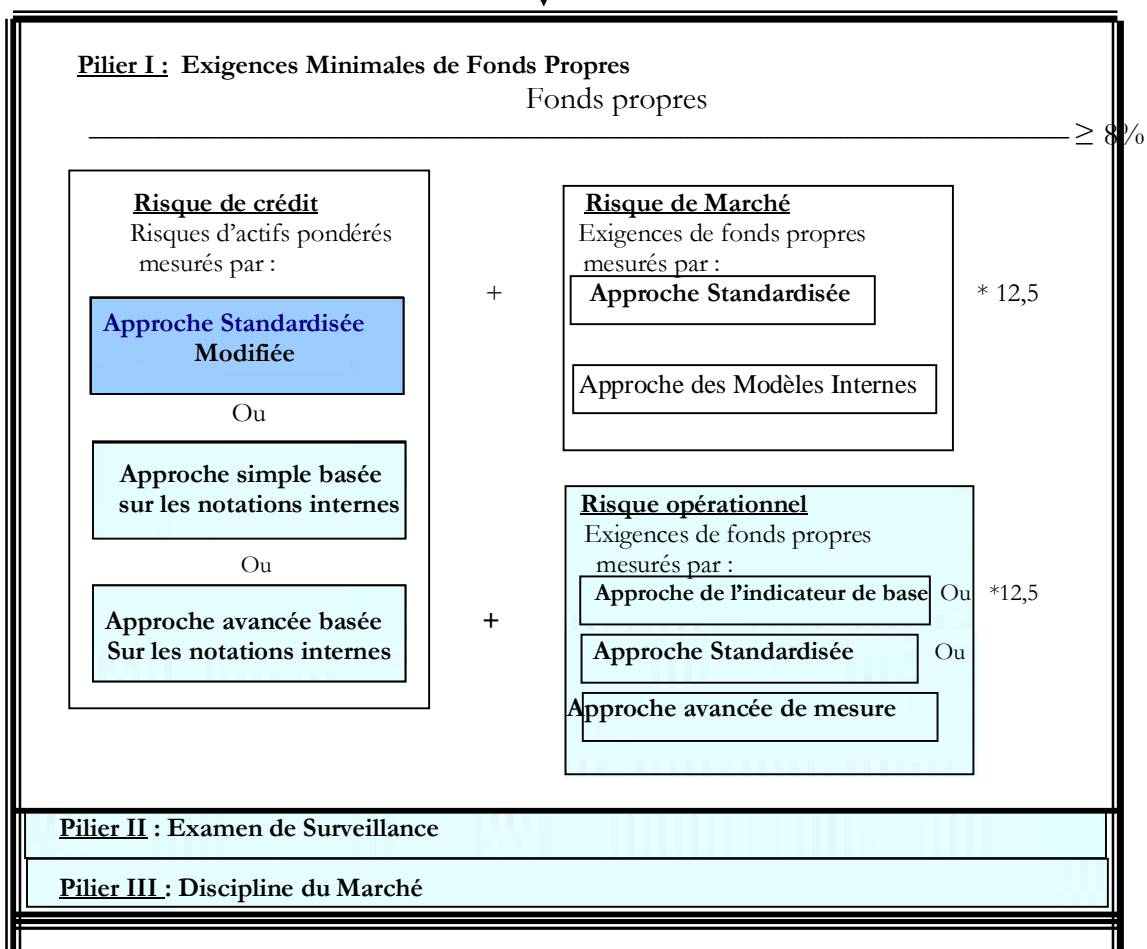 Pilier I : Exigences Minimales de Fonds Propres
Fonds propres
≥ 8%
Risque de crédit
Risques d'actifs pondérés
mesurés par :
Approche Standardisée
Modifiée
Ou
Approche simple basée
sur les notations internes
Ou
Approche avancée basée
Sur les notations internes
+
+
Risque de Marché
Exigences de fonds propres
mesurés par :
Approche Standardisée
* 12,5
Approche des Modèles Internes
Risque opérationnel
Exigences de fonds propres
mesurés par :
Approche de l'indicateur de base Ou *12,5
Approche Standardisée Ou
Approche avancée de mesure
Pilier II : Examen de Surveillance
Pilier III : Discipline du Marché